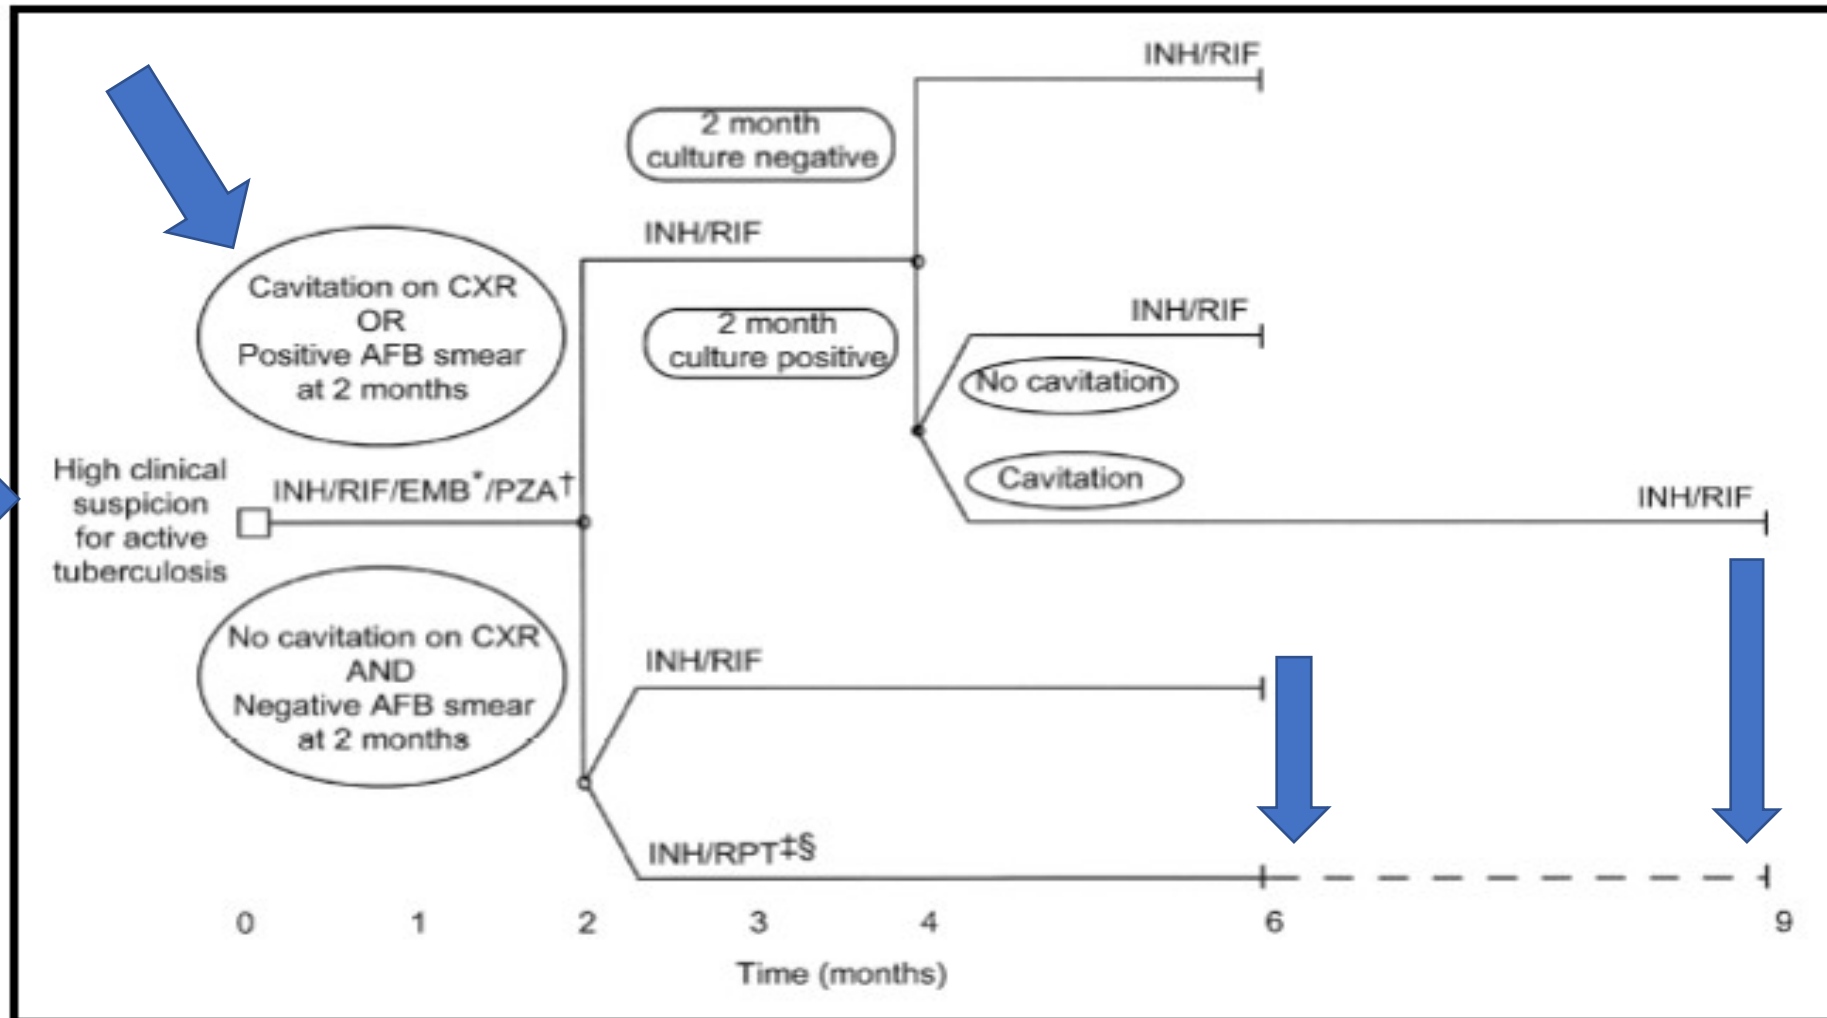 INH/RIF
2 month
culture negative
INH/RIF
Cavitation on CXR
OR
Positive AFB smear
at 2 months
2 month
culture positive
INH/RIF
No cavitation
Cavitation
High clinical
suspicion
for active
tuberculosis
INH/RIF/EMB*/PZA†
INH/RIF
No cavitation on CXR
AND
Negative AFB smear
at 2 months
INH/RIF
INH/RPT‡§
0 1 2 3 4 6 9
Time (months)